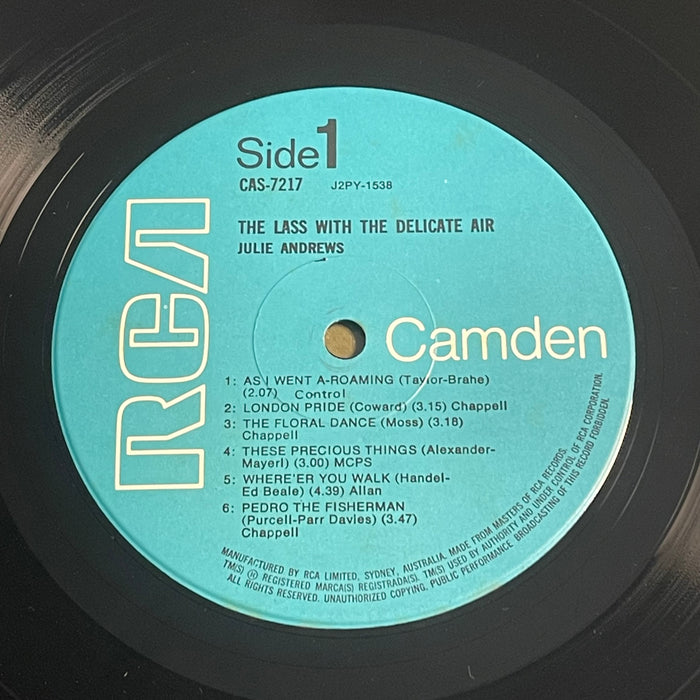 Side 1
CAS-7217 J2PY-1538
THE LASS WITH THE DELICATE AIR
JULIE ANDREWS
RCA
Camden
1: AS I WENT A-ROAMING (Taylor-Brahe)
(2.07) Control
2: LONDON PRIDE (Coward) (3.15) Chappell
3: THE FLORAL DANCE (Moss) (3.18)
Chappell
4: THESE PRECIOUS THINGS (Alexander-
Mayerl) (3.00) MCPS
5: WHERE'ER YOU WALK (Handel-
Ed Beale) (4.39) Allan
6: PEDRO THE FISHERMAN
(Purcell-Parr Davies) (3.47)
Chappell
MANUFACTURED BY RCA LIMITED, SYDNEY, AUSTRALIA. MADE FROM MASTERS OF RCA RECORDS.
TM(S) ® REGISTERED MARCA(S) REGISTRADA(S). TM(S) USED BY AUTHORITY AND UNDER CONTROL OF RCA CORPORATION.
ALL RIGHTS RESERVED. UNAUTHORIZED COPYING, PUBLIC PERFORMANCE, BROADCASTING OF THIS RECORD FORBIDDEN.